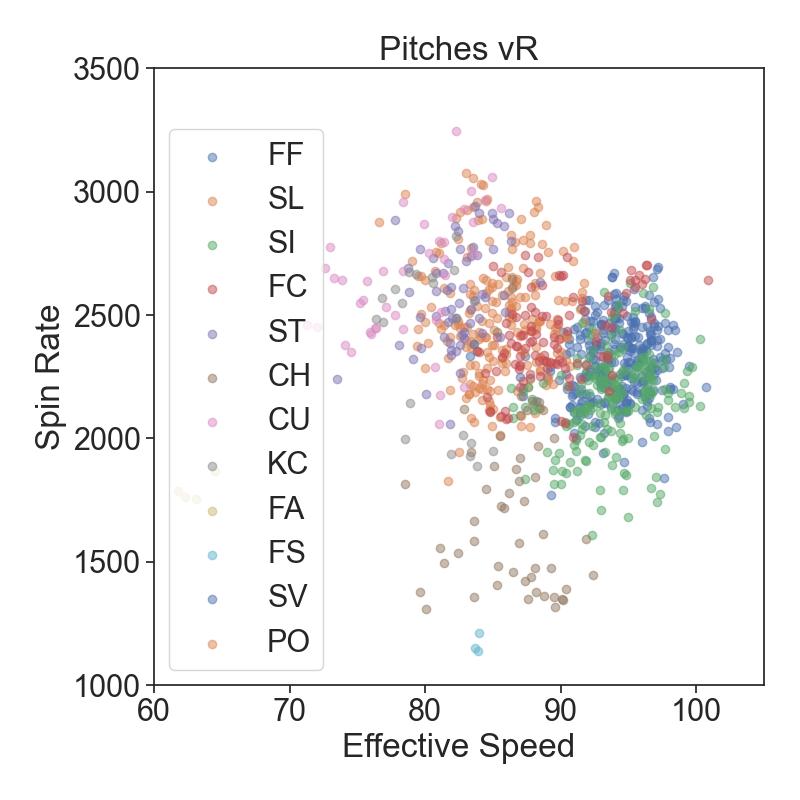 Pitches vR
3500
3000
2500
2000
1500
1000
Spin Rate
FF
SL
SI
FC
ST
CH
CU
KC
FA
FS
SV
PO
60 70 80 90 100
Effective Speed